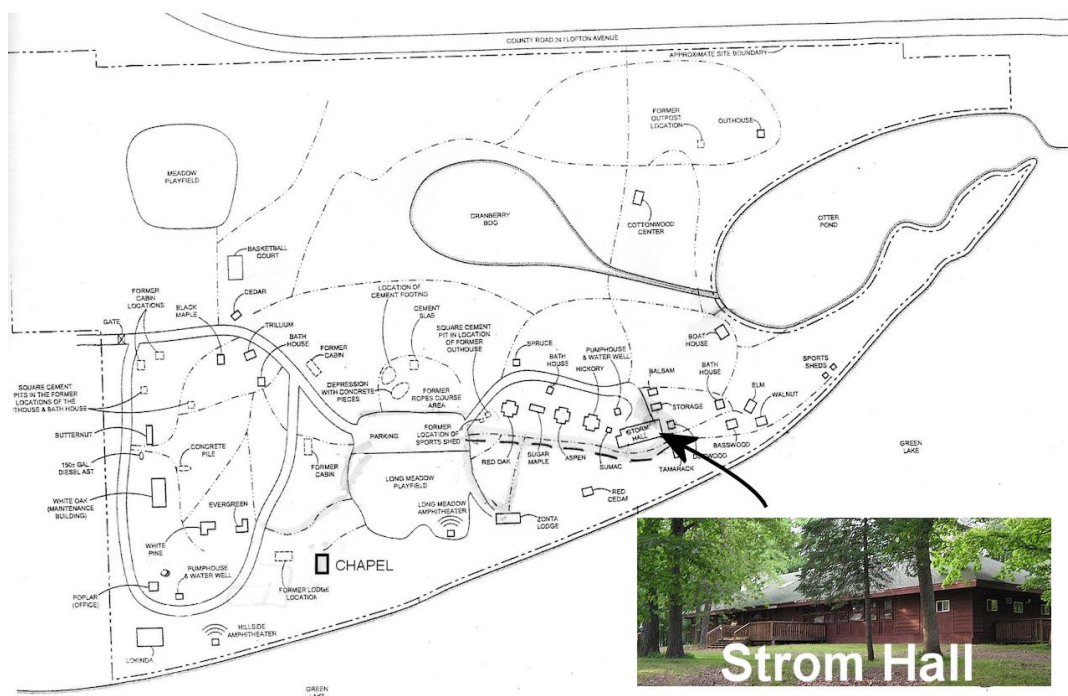 COUNTY ROAD 24 / LOFTON AVENUE
APPROXIMATE SITE BOUNDARY
FORMER
OUTPOST
LOCATION
OUTHOUSE
MEADOW
PLAYFIELD
CRANBERRY
BOG
COTTONWOOD
CENTER
OTTER
POND
BASKETBALL
COURT
CEDAR
LOCATION OF
CEMENT FOOTING
CEMENT
SLAB
FORMER
CABIN
LOCATIONS
BLACK
MAPLE
GATE
TRILLIUM
BATH
HOUSE
FORMER
CABIN
SQUARE CEMENT
PIT IN LOCATION
OF FORMER
OUTHOUSE
SPRUCE
BATH
HOUSE
PUMPHOUSE
& WATER WELL
HICKORY
BOAT
HOUSE
BALSAM
BATH
HOUSE
SPORTS
SHEDS
ELM
WALNUT
STORAGE
SQUARE CEMENT
PITS IN THE FORMER
LOCATIONS OF THE
OUTHOUSE & BATH HOUSE
DEPRESSION
WITH CONCRETE
PIECES
FORMER
ROPES COURSE
AREA
FORMER
LOCATION OF
SPORTS SHED
PARKING
BUTTERNUT
CONCRETE
PILE
150± GAL
DIESEL AST
FORMER
CABIN
RED OAK
SUGAR
MAPLE
ASPEN
SUMAC
STORM
HALL
TAMARACK
DOGWOOD
BASSWOOD
GREEN
LAKE
WHITE OAK
(MAINTENANCE
BUILDING)
LONG MEADOW
PLAYFIELD
LONG MEADOW
AMPHITHEATER
ZONTA
LODGE
RED
CEDAR
EVERGREEN
WHITE
PINE
PUMPHOUSE
& WATER WELL
FORMER LODGE
LOCATION
CHAPEL
POPLAR
(OFFICE)
HILLSIDE
AMPHITHEATER
LOKINDA
GREEN
LAKE
Strom Hall